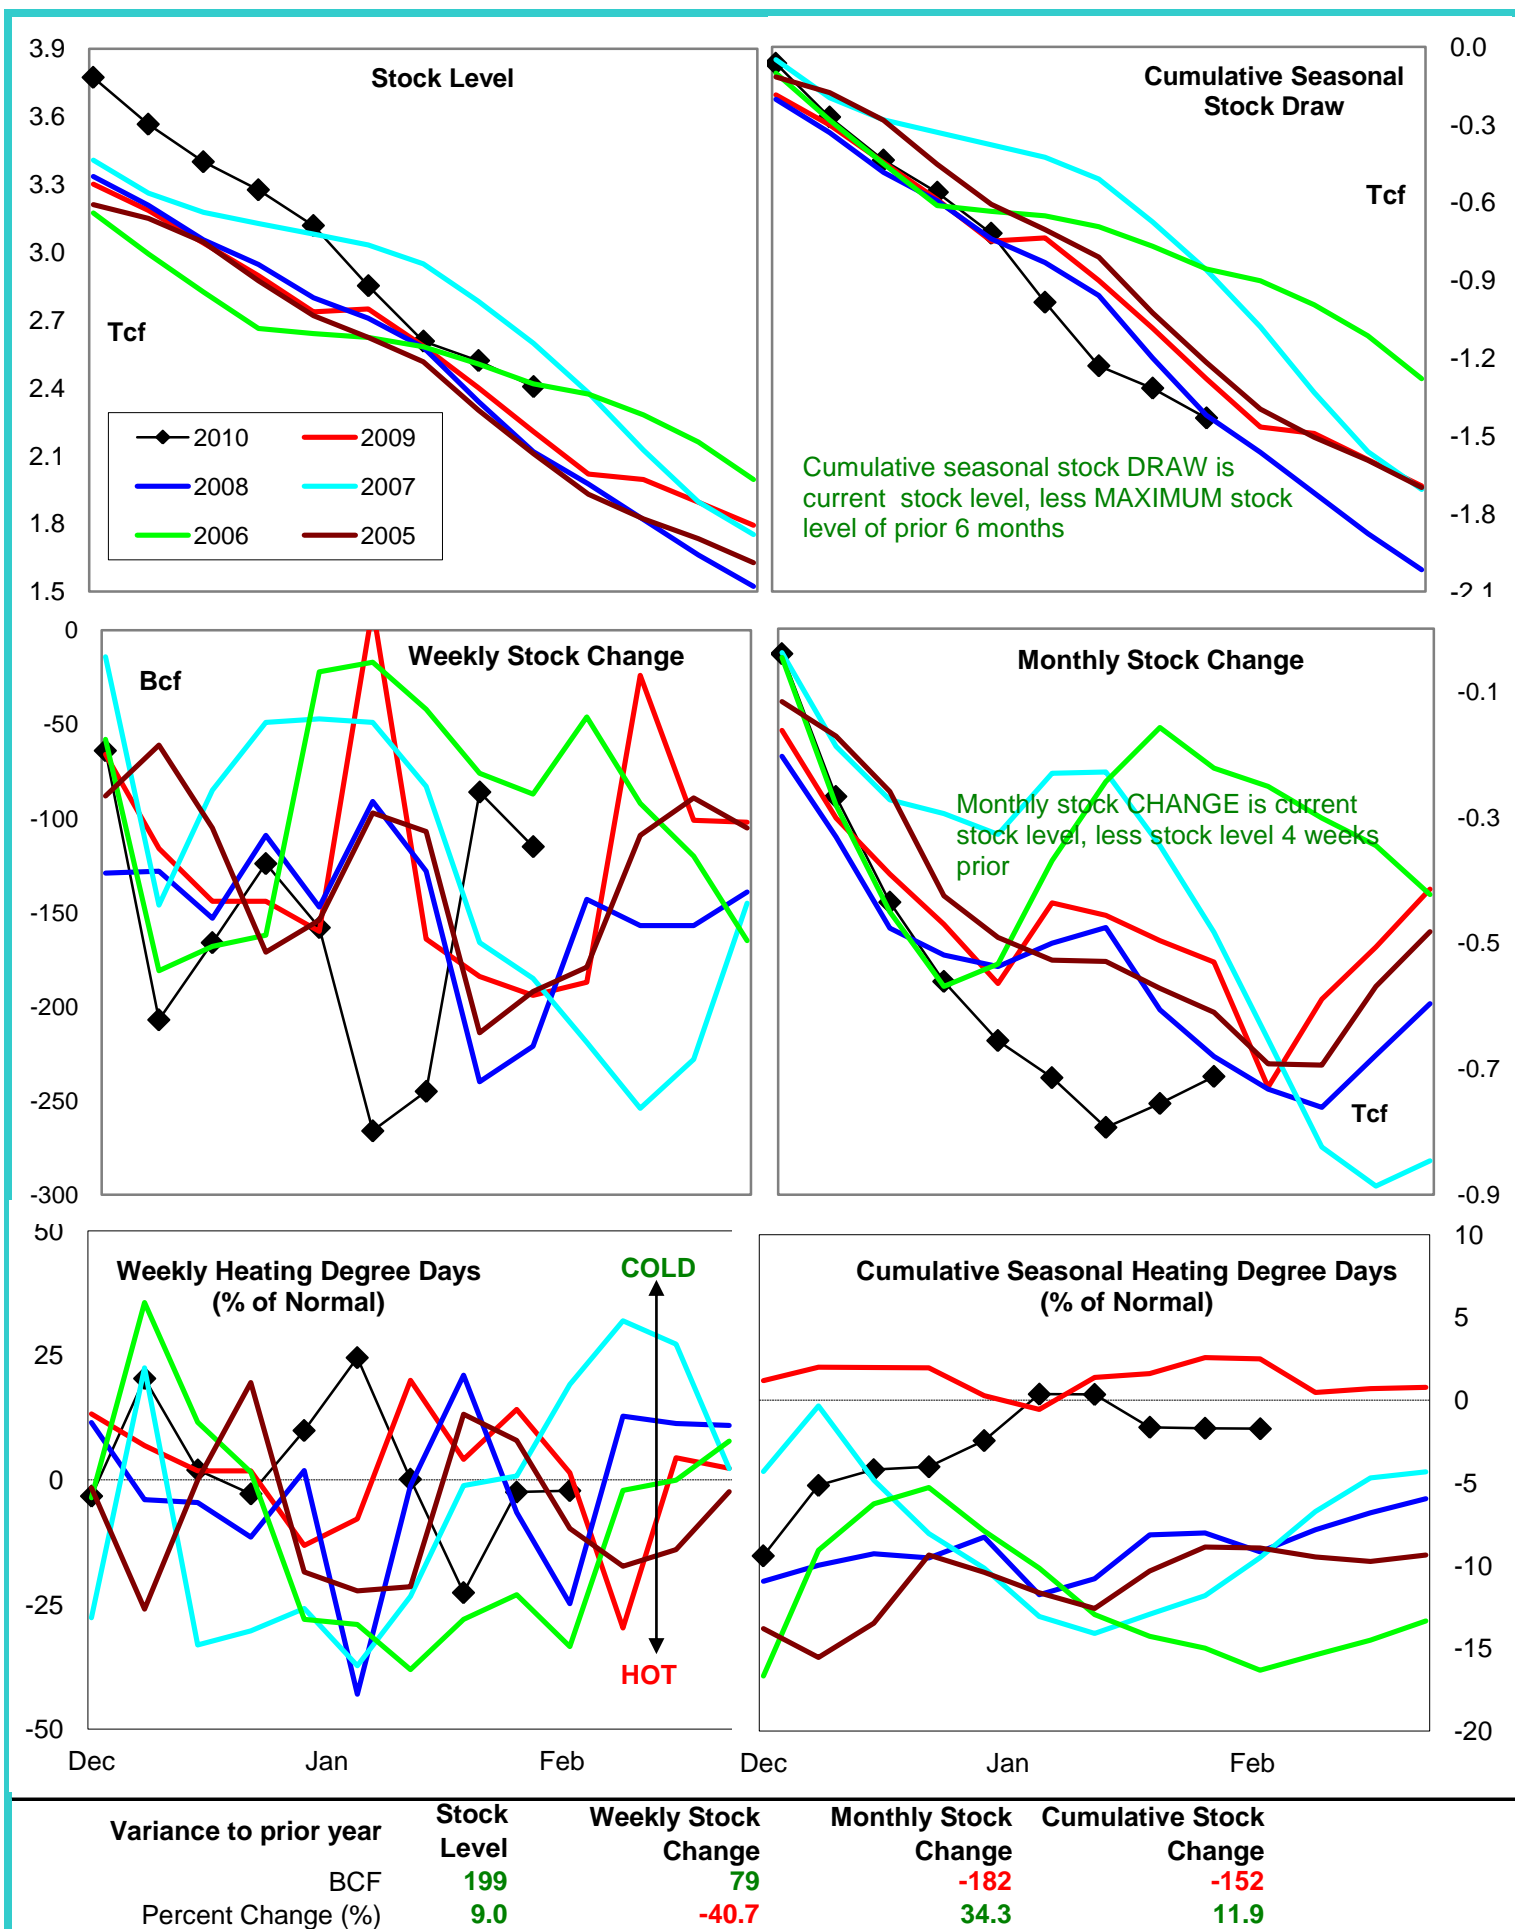 3.9
3.6
3.3
3.0
2.7
2.4
2.1
1.8
1.5
Stock Level
Tcf
2010 2009
2008 2007
2006 2005
Cumulative Seasonal
Stock Draw
Tcf
Cumulative seasonal stock DRAW is
current stock level, less MAXIMUM stock
level of prior 6 months
0.0
-0.3
-0.6
-0.9
-1.2
-1.5
-1.8
-2.1
0
-50
-100
-150
-200
-250
-300
Weekly Stock Change
Bcf
Monthly Stock Change
Monthly stock CHANGE is current
stock level, less stock level 4 weeks
prior
Tcf
-0.1
-0.3
-0.5
-0.7
-0.9
50
25
0
-25
-50
Weekly Heating Degree Days
(% of Normal)
COLD
HOT
Dec Jan Feb
Cumulative Seasonal Heating Degree Days
(% of Normal)
10
5
0
-5
-10
-15
-20
Dec Jan Feb
Variance to prior year Stock Level Weekly Stock Change Monthly Stock Change Cumulative Stock Change
BCF 199 79 -182 -152
Percent Change (%) 9.0 -40.7 34.3 11.9